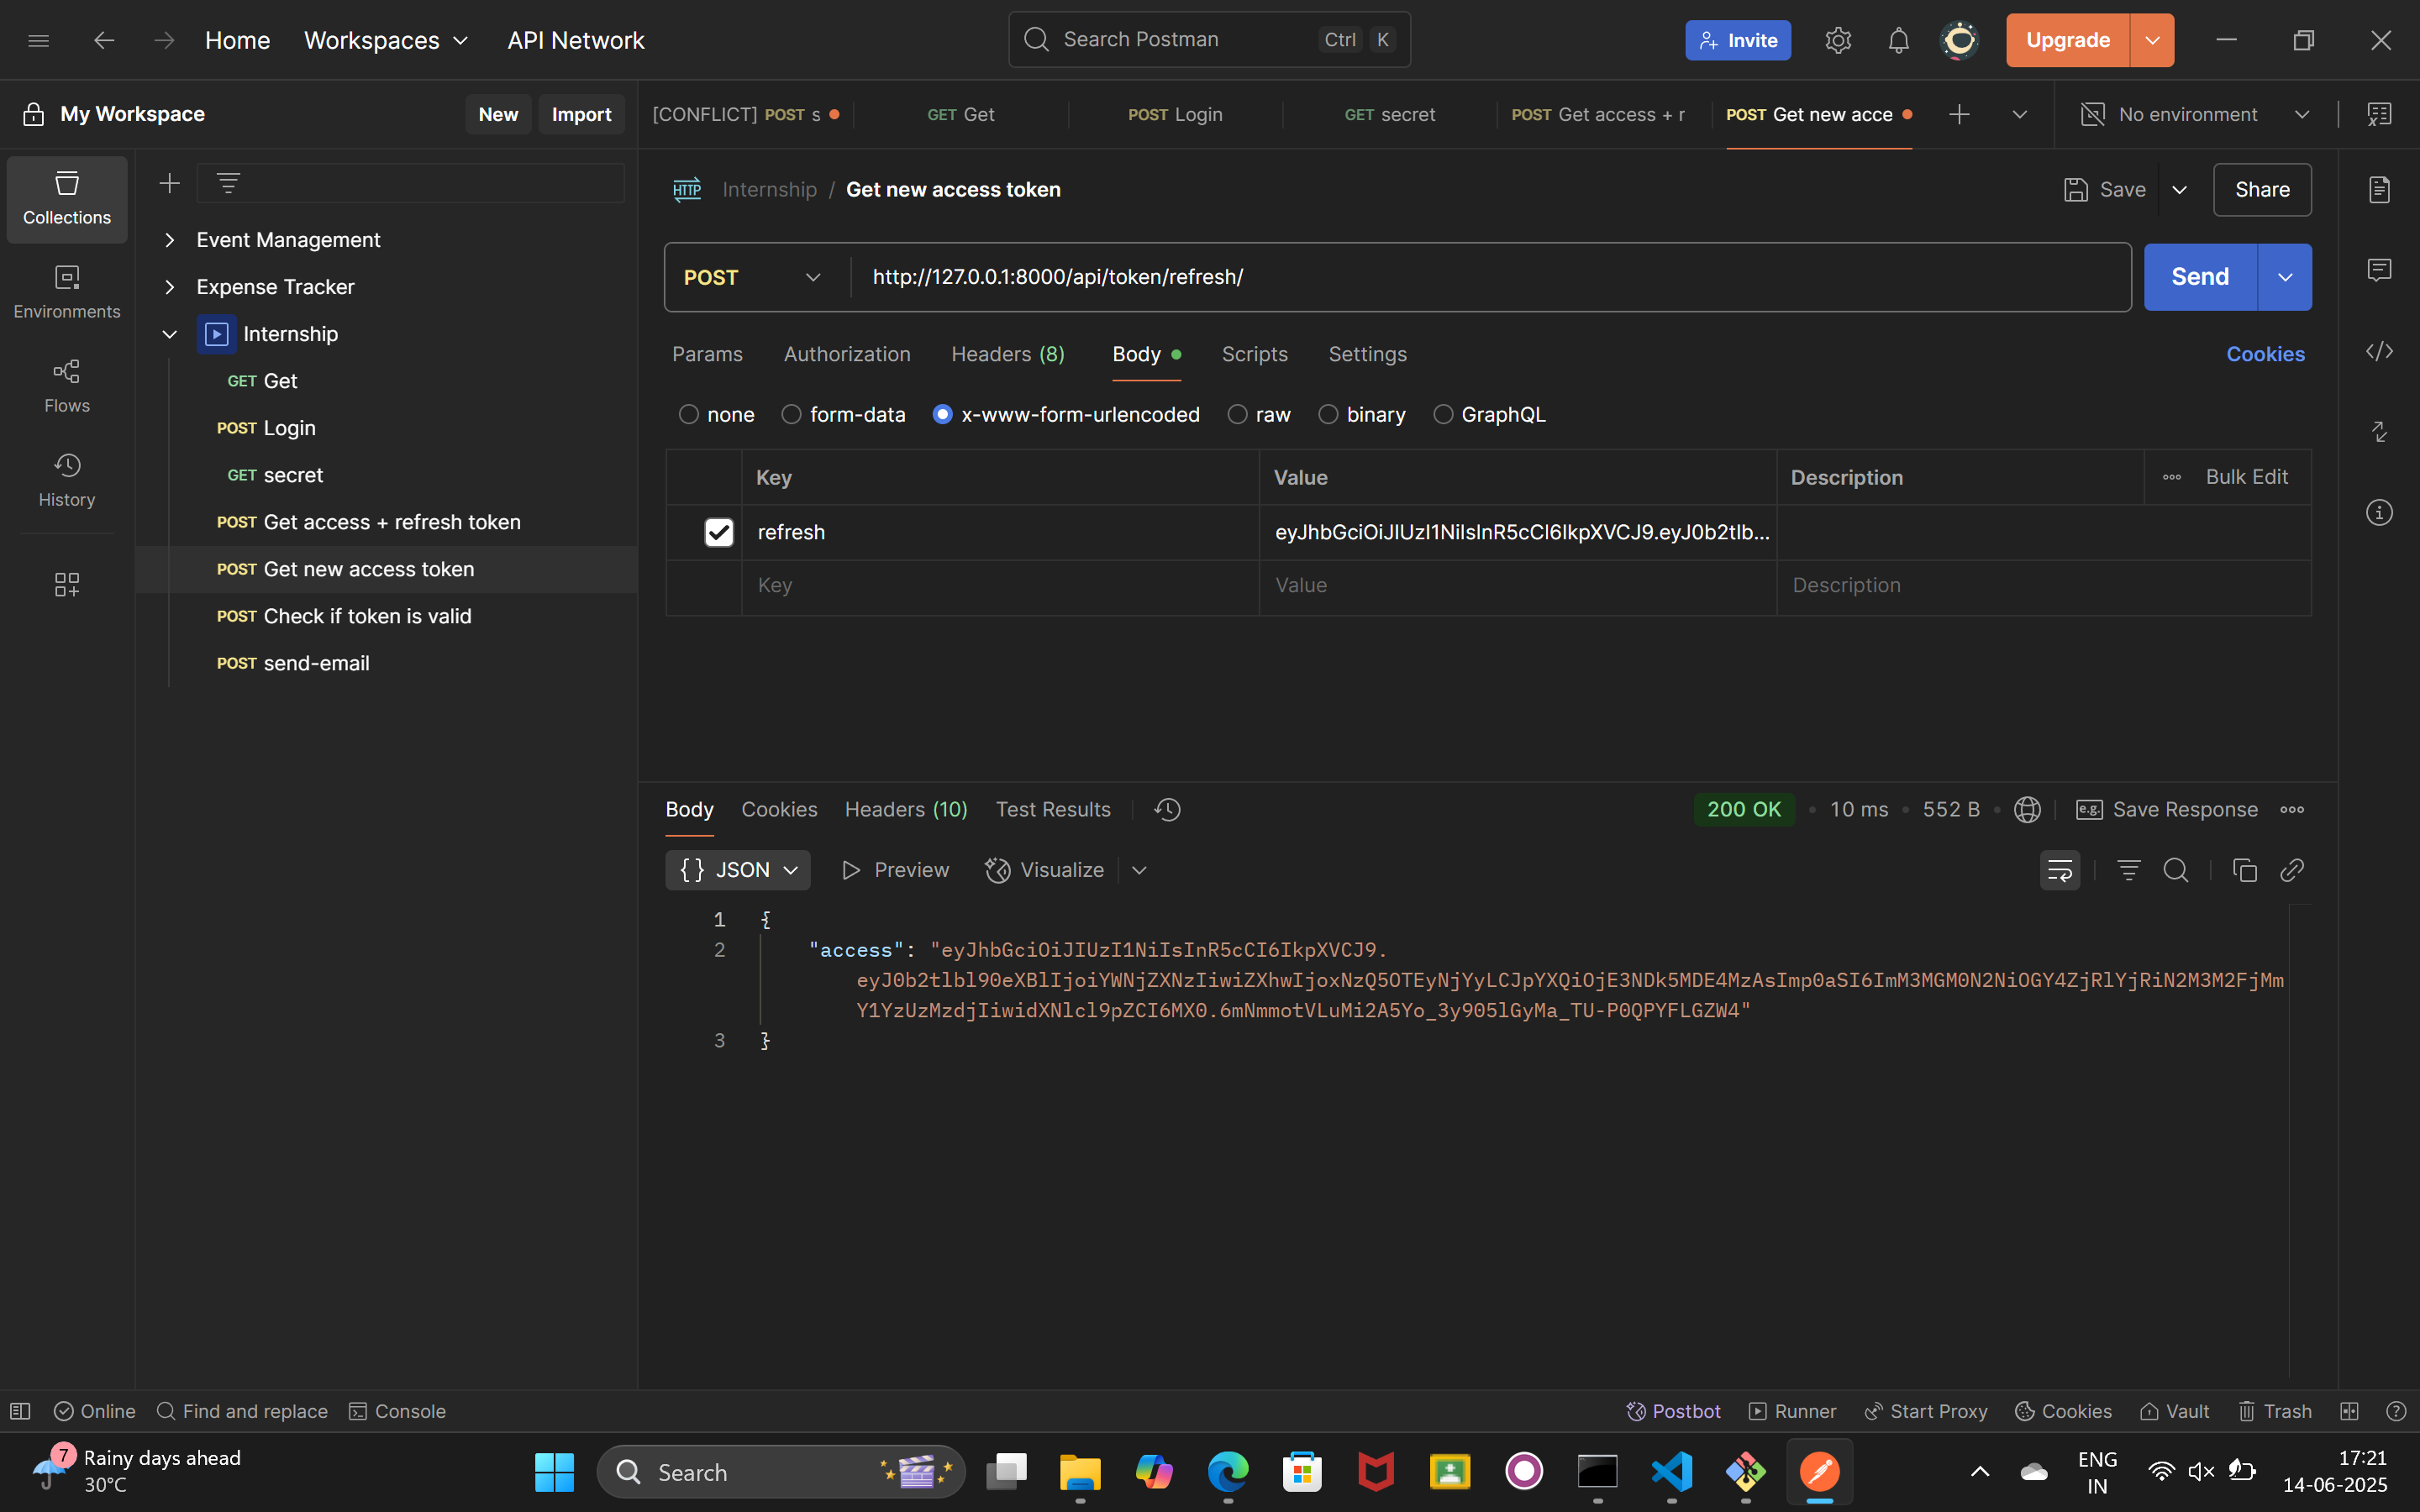 Home Workspaces API Network Search Postman Ctrl K Invite Upgrade
My Workspace New Import [CONFLICT] POST s GET Get POST Login GET secret POST Get access + r POST Get new acce No environment
Collections
Environments
Flows
History
Event Management
Expense Tracker
Internship
GET Get
POST Login
GET secret
POST Get access + refresh token
POST Get new access token
POST Check if token is valid
POST send-email
HTTP Internship / Get new access token Save Share
POST http://127.0.0.1:8000/api/token/refresh/ Send
Params Authorization Headers (8) Body Scripts Settings Cookies
none form-data x-www-form-urlencoded raw binary GraphQL
Key Value Description Bulk Edit
refresh eyJhbGciOiJIUzI1NiIsInR5cCI6IkpXVCJ9.eyJ0b2tlb...
Key Value Description
Body Cookies Headers (10) Test Results 200 OK 10 ms 552 B e.g. Save Response
{} JSON Preview Visualize
1 {
2 "access": "eyJhbGciOiJIUzI1NiIsInR5cCI6IkpXVCJ9.
eyJ0b2tlbl90eXBlIjoiYWNjZXNzIiwiZXhwIjoxNzQ5OTEyNjYyLCJpYXQiOjE3NDk5MDE4MzAsImp0aSI6ImM3MGM0N2NiOGY4ZjRlYjRiN2M3M2FjMm
Y1YzUzMzdjIiwidXNlcl9pZCI6MX0.6mNmmotVLuMi2A5Yo_3y905lGyMa_TU-P0QPYFLGZW4"
3 }
Online Find and replace Console Postbot Runner Start Proxy Cookies Vault Trash
7 Rainy days ahead
30°C
Search
ENG
IN
17:21
14-06-2025